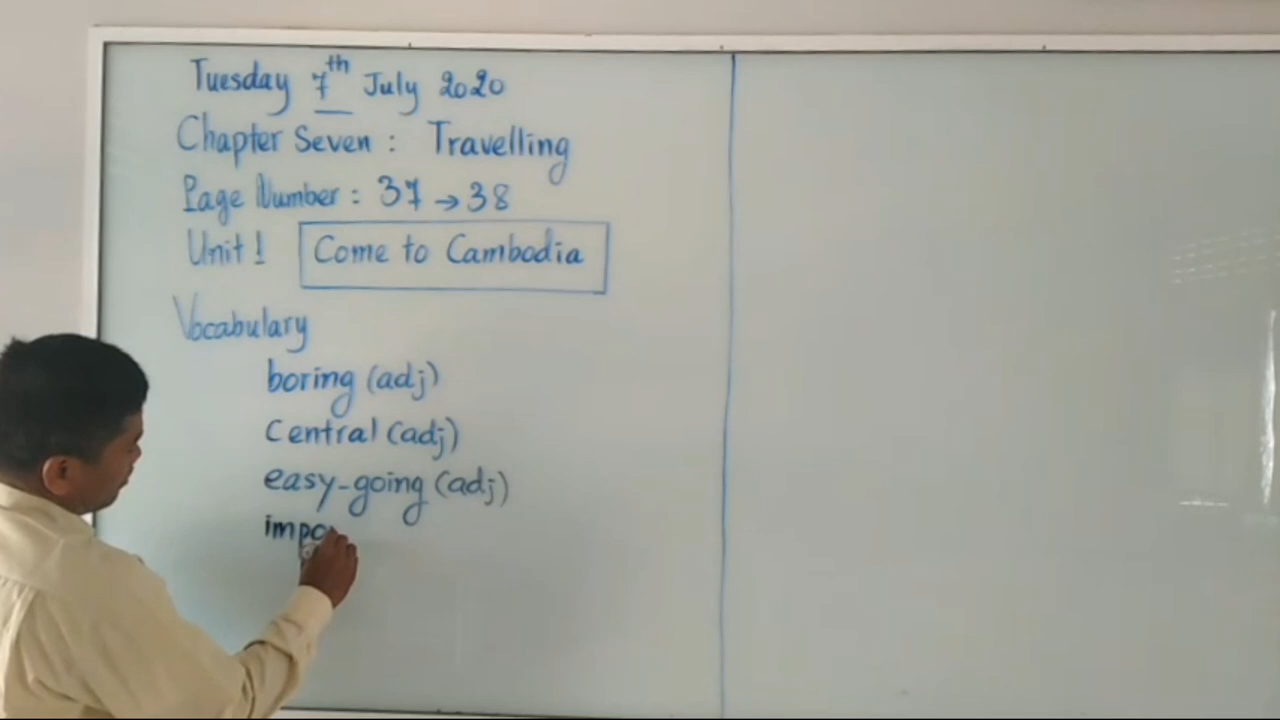 Tuesday 7th July 2020
Chapter Seven : Travelling
Page Number : 37 → 38
Unit 1 Come to Cambodia
Vocabulary
boring (adj)
Central (adj)
easy-going (adj)
impo